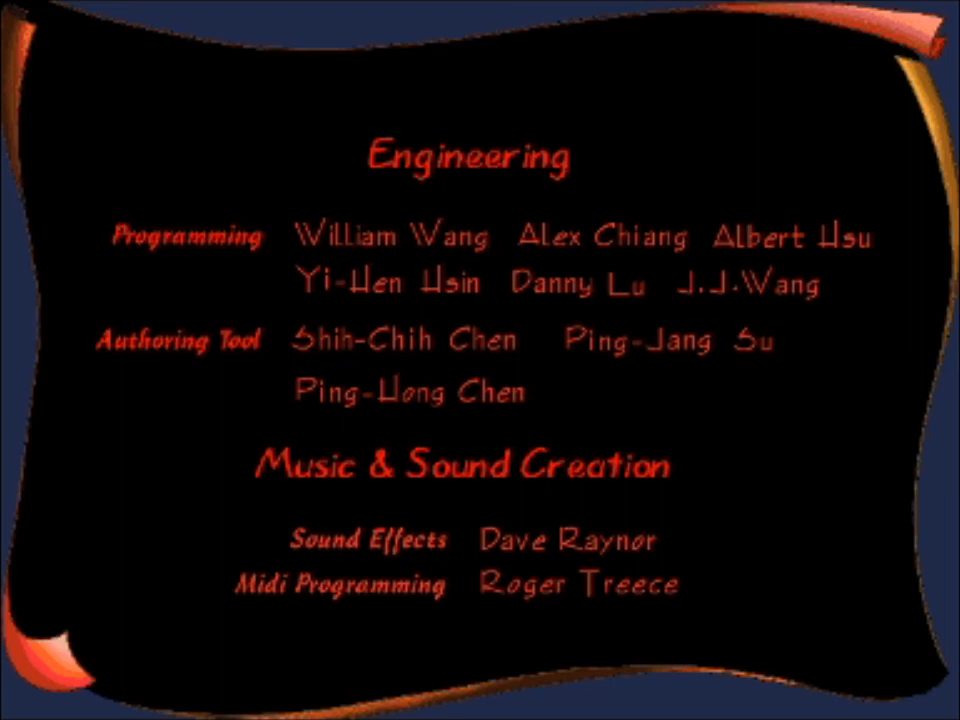 Engineering
Programming William Wang Alex Chiang Albert Hsu
Yi-Hen Hsin Danny Lu J.J.Wang
Authoring Tool Shih-Chih Chen Ping-Jang Su
Ping-Hong Chen
Music & Sound Creation
Sound Effects Dave Raynor
Midi Programming Roger Treece